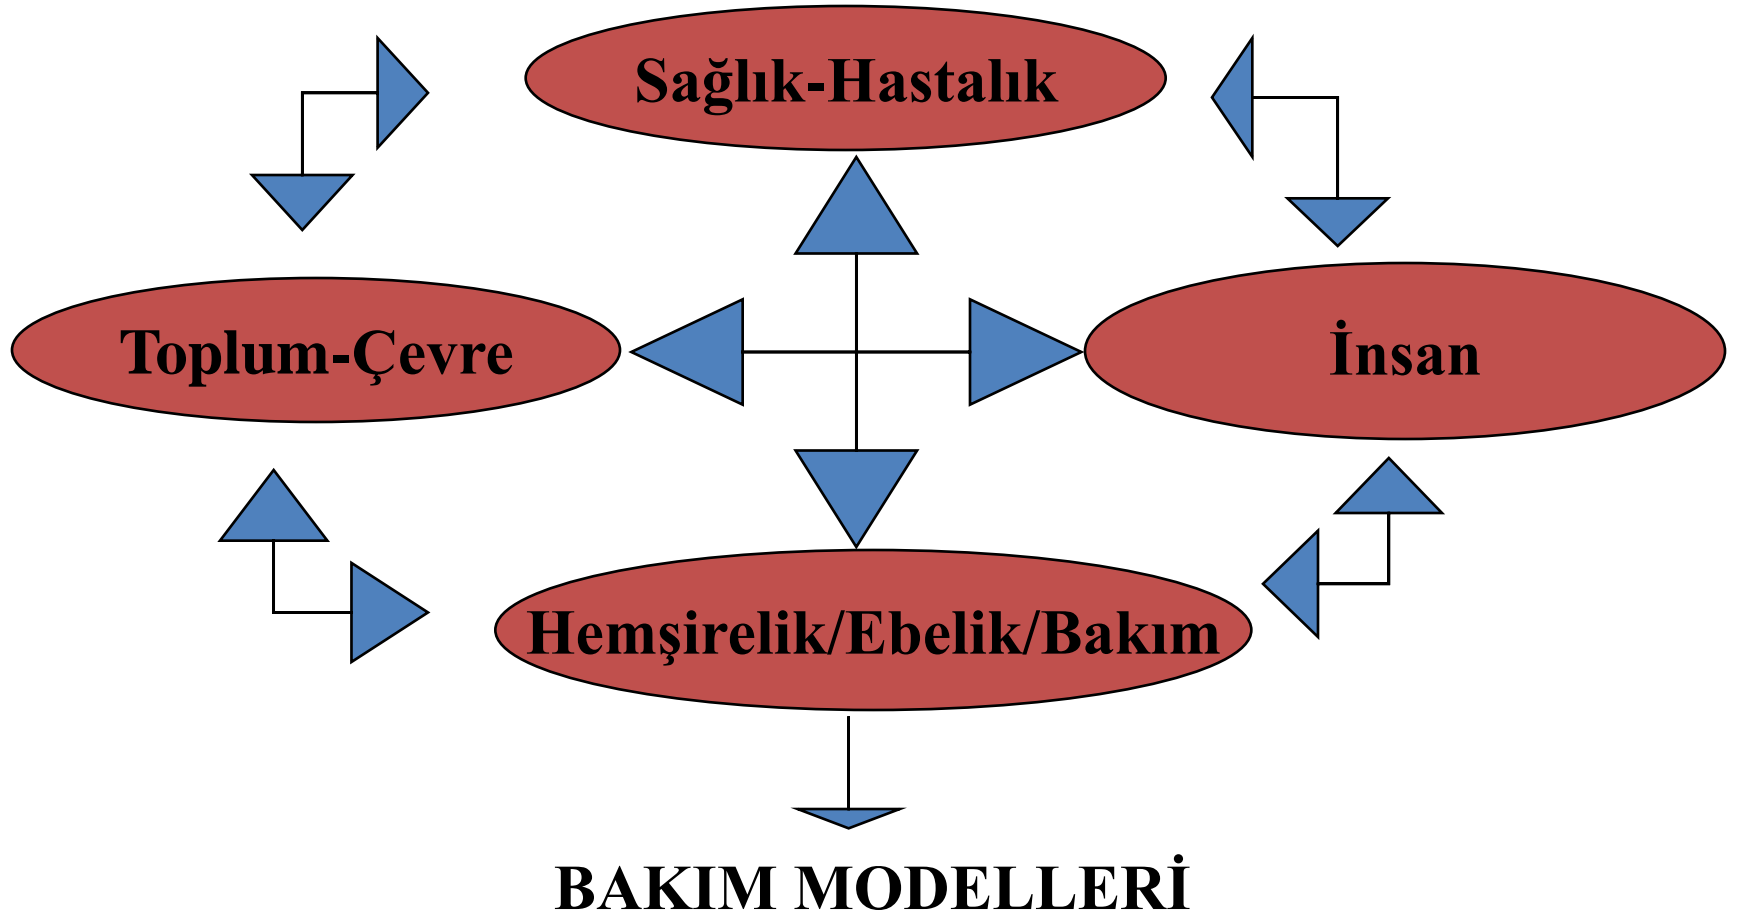 Sağlık-Hastalık
Toplum-Çevre
İnsan
Hemşirelik/Ebelik/Bakım
BAKIM MODELLERİ